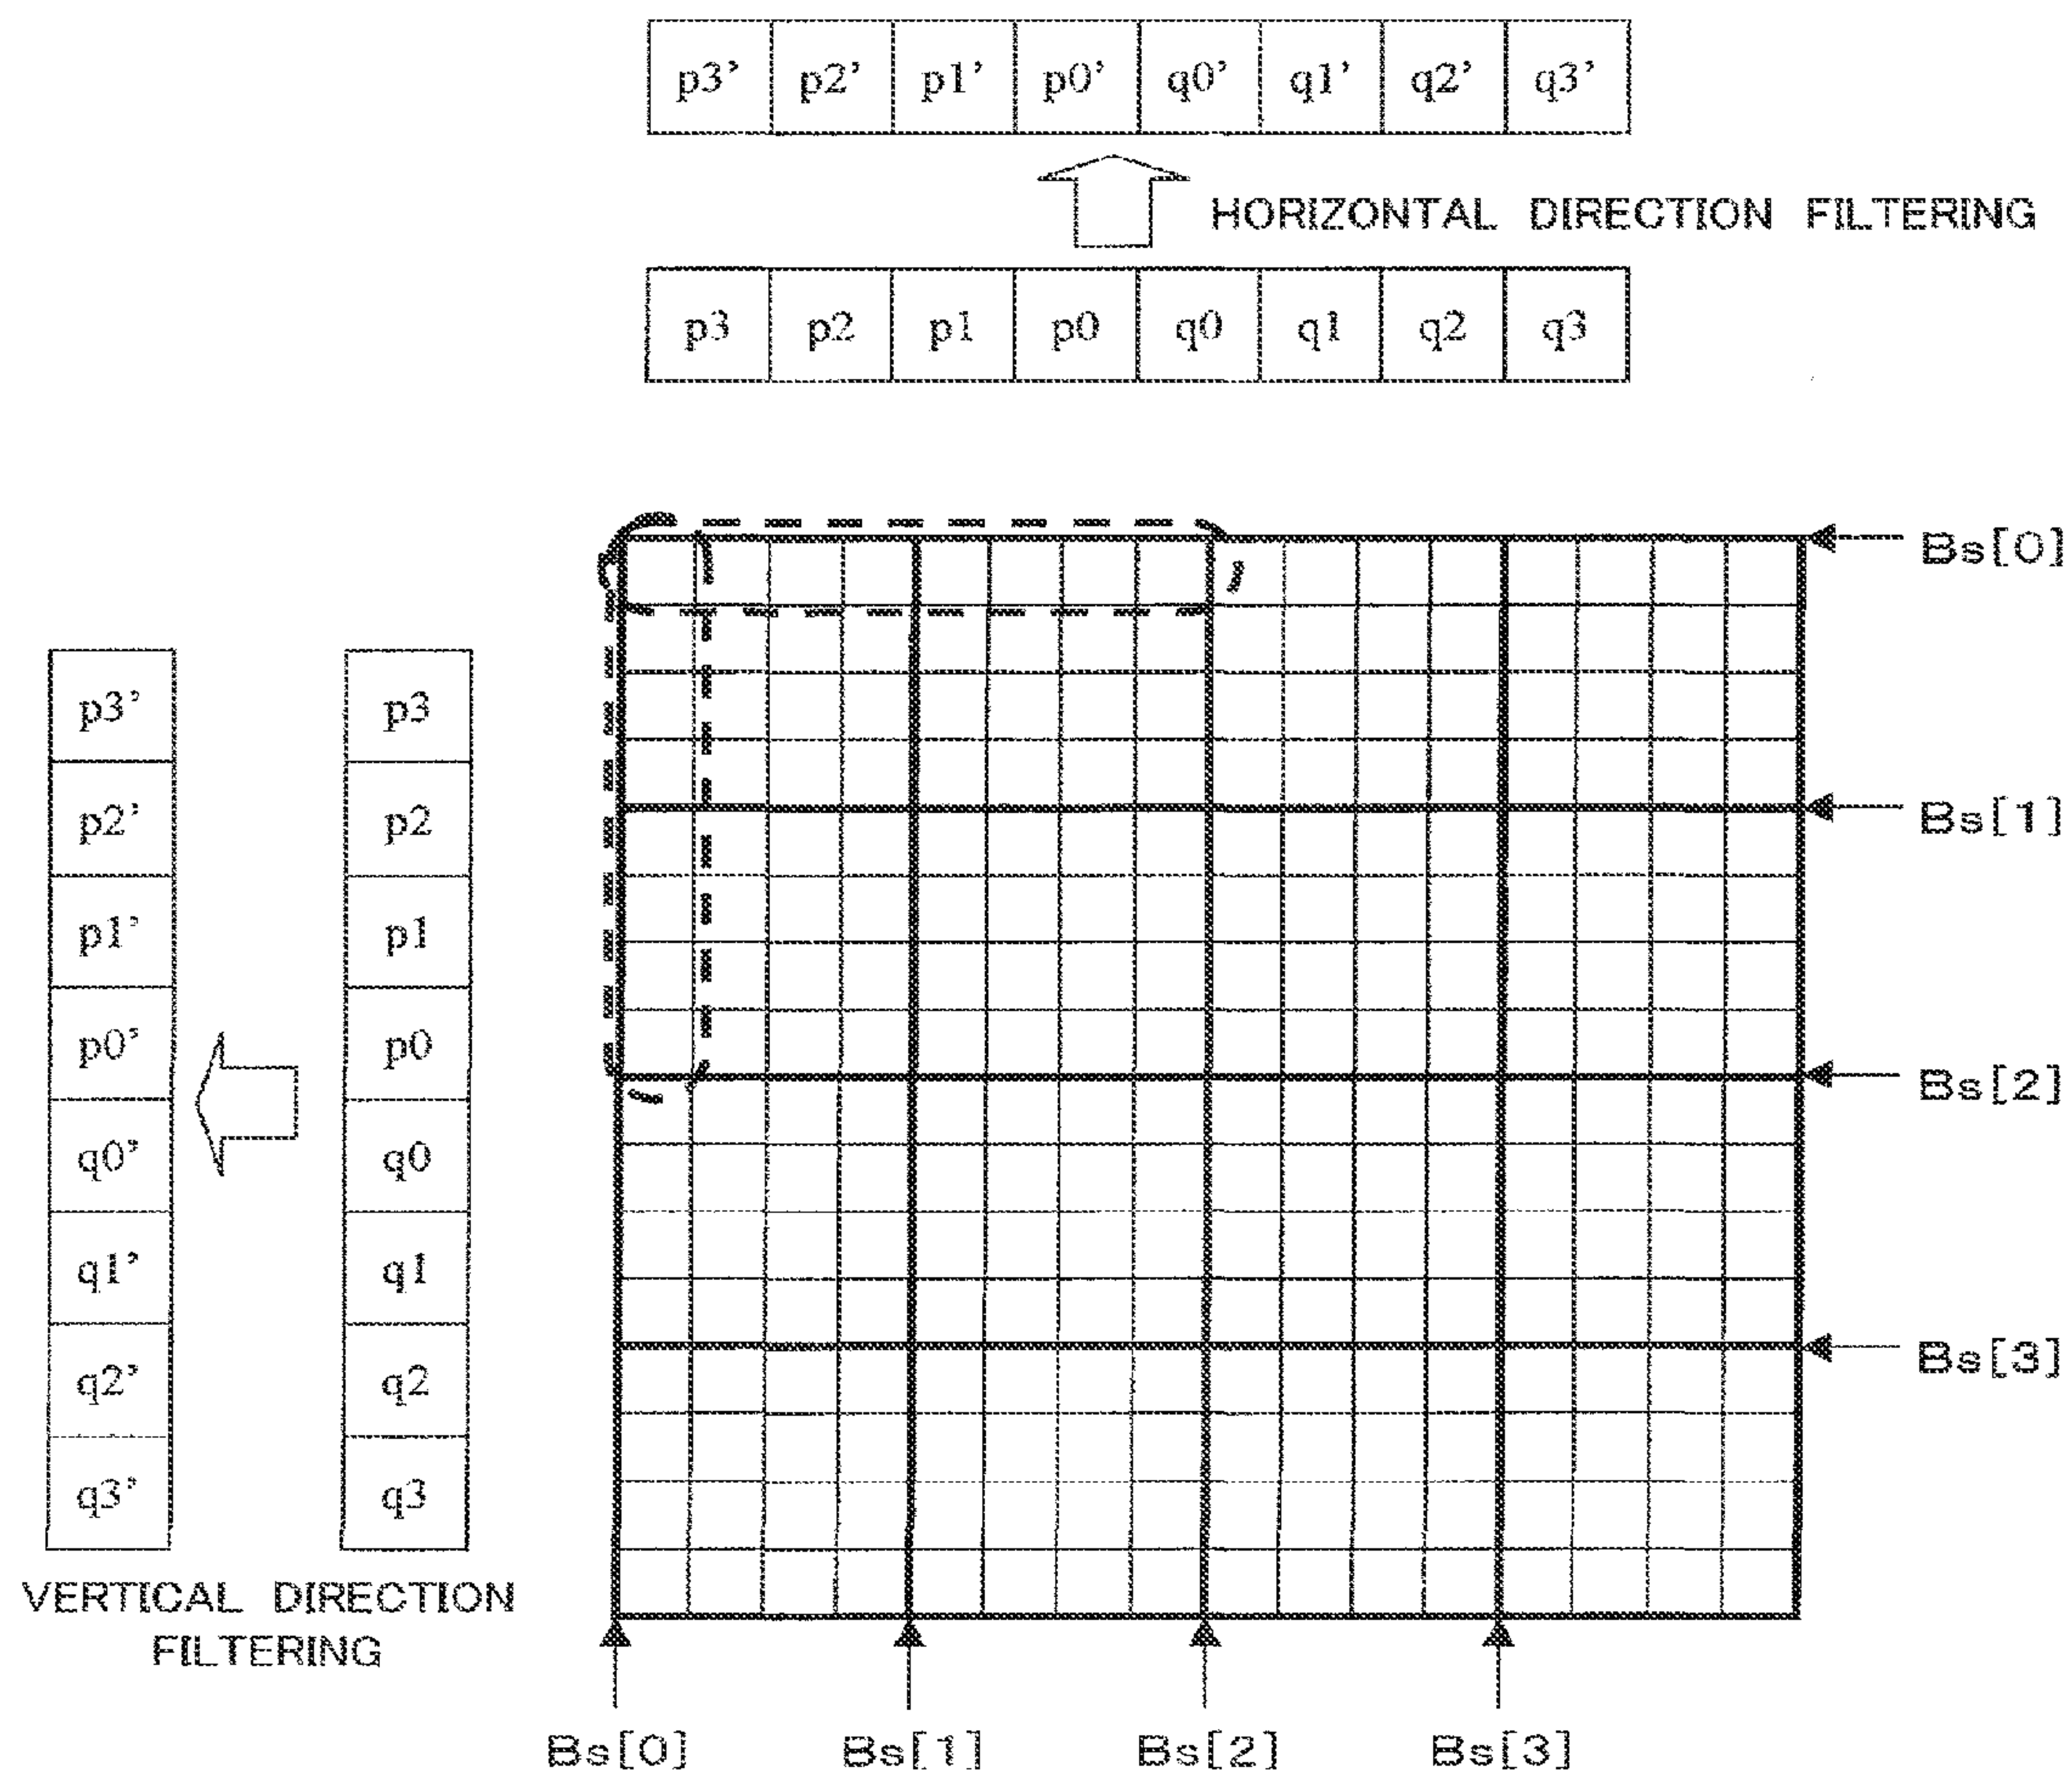 p3’ p2’ p1’ p0’ q0’ q1’ q2’ q3’
HORIZONTAL DIRECTION FILTERING
p3 p2 p1 p0 q0 q1 q2 q3
Bs[0]
Bs[1]
Bs[2]
Bs[3]
p3’ p3
p2’ p2
p1’ p1
p0’ p0
q0’ q0
q1’ q1
q2’ q2
q3’ q3
VERTICAL DIRECTION
FILTERING
Bs[0] Bs[1] Bs[2] Bs[3]